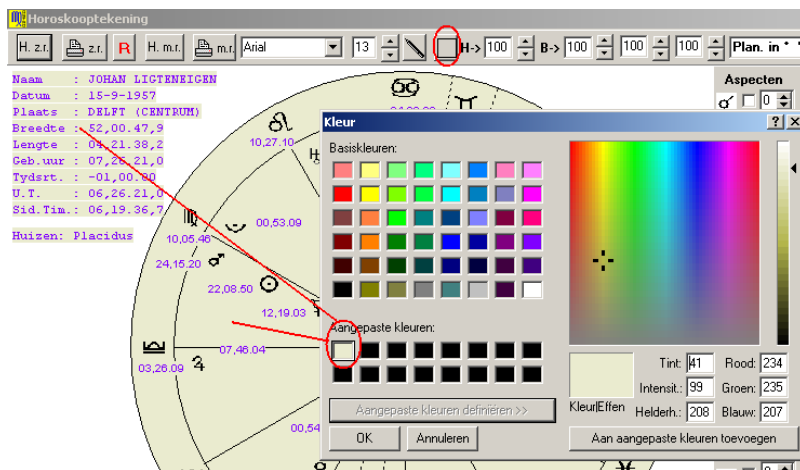 Horoskooptekening
H. z.r. z.r. R H. m.r. m.r. Arial 13 H-> 100 B-> 100 100 100 Plan. in °
Naam : JOHAN LIGTENEIGEN
Datum : 15-9-1957
Plaats : DELFT (CENTRUM)
Breedte : 52,00.47,9
Lengte : 04,21.38,2
Geb.uur : 07,26.21,0
Tydsrt. : -01,00.00
U.T. : 06,26.21,0
Sid.Tim.: 06,19.36,7
Huizen: Placidus
Aspecten
0
10,27.10
00,53.09
10,05.46
24,15.20
22,08.50
12,19.03
07,46.04
03,26.09
00,54
Kleur
Basiskleuren:
Aangepaste kleuren:
Aangepaste kleuren definiëren >>
OK Annuleren
Kleur|Effen
Tint: 41 Rood: 234
Intensit.: 99 Groen: 235
Helderh.: 208 Blauw: 207
Aan aangepaste kleuren toevoegen